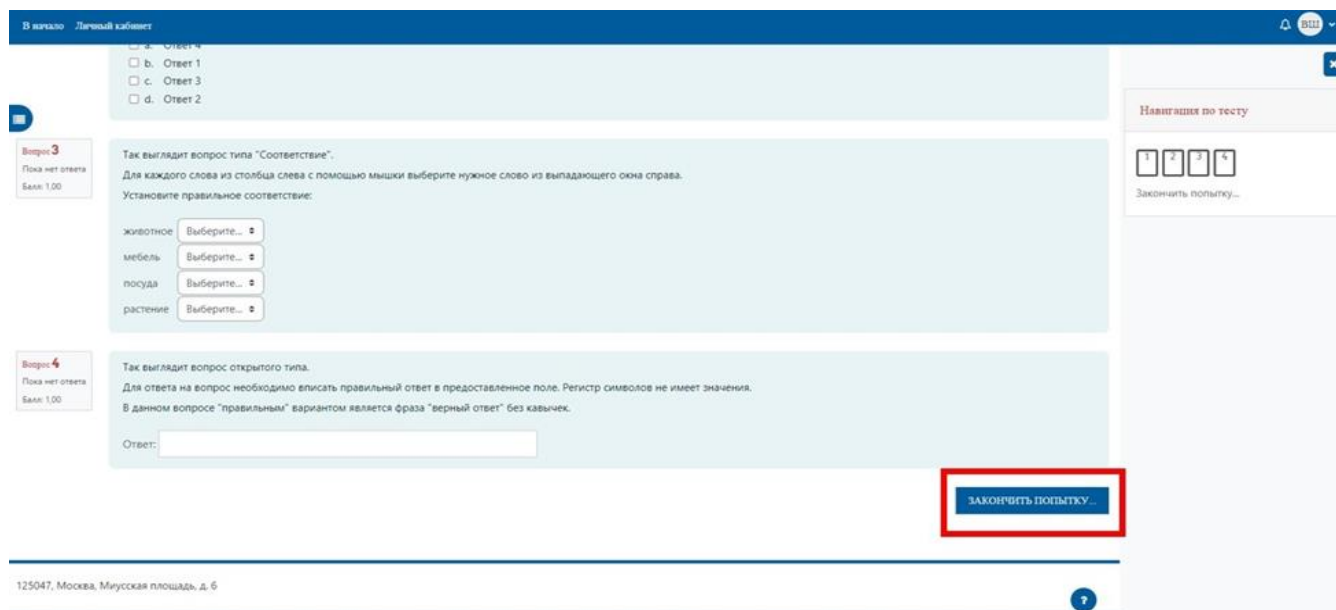 В начало Личный кабинет
ВШ
a. Ответ 4
b. Ответ 1
c. Ответ 3
d. Ответ 2
Навигация по тесту
1 2 3 4
Закончить попытку...
Вопрос 3
Пока нет ответа
Балл: 1,00
Так выглядит вопрос типа "Соответствие".
Для каждого слова из столбца слева с помощью мышки выберите нужное слово из выпадающего окна справа.
Установите правильное соответствие:
животное Выберите...
мебель Выберите...
посуда Выберите...
растение Выберите...
Вопрос 4
Пока нет ответа
Балл: 1,00
Так выглядит вопрос открытого типа.
Для ответа на вопрос необходимо вписать правильный ответ в предоставленное поле. Регистр символов не имеет значения.
В данном вопросе "правильным" вариантом является фраза "верный ответ" без кавычек.
Ответ:
ЗАКОНЧИТЬ ПОПЫТКУ...
125047, Москва, Миусская площадь, д. 6
?